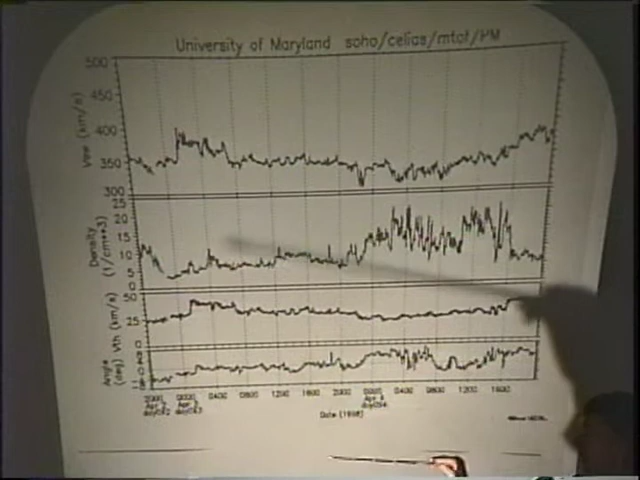 University of Maryland soho/celias/mtof/PM
500
450
400
350
300
Vsw (km/s)
25
20
15
10
5
0
Density
(1/cm**3)
50
25
0
Vth (km/s)
Angle
(deg)
2000 0000 0400 0800 1200 1600 2000 0000 0400 0800 1200 1600
Date (1998)